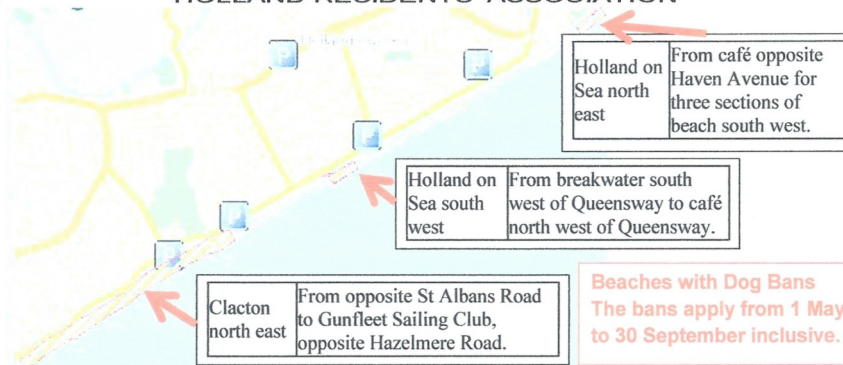 HOLLAND RESIDENTS' ASSOCIATION
Holland on
Sea north
east
From café opposite
Haven Avenue for
three sections of
beach south west.
Holland on
Sea south
west
From breakwater south
west of Queensway to café
north west of Queensway.
Clacton
north east
From opposite St Albans Road
to Gunfleet Sailing Club,
opposite Hazelmere Road.
Beaches with Dog Bans
The bans apply from 1 May
to 30 September inclusive.